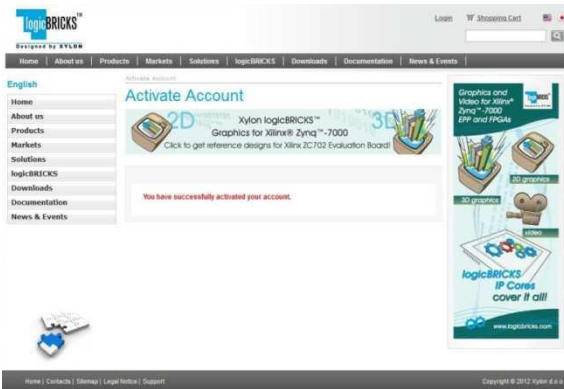 logicBRICKS™
Designed by XYLON
Login Shopping Cart
Home About us Products Markets Solutions logicBRICKS Downloads Documentation News & Events
English
Home
About us
Products
Markets
Solutions
logicBRICKS
Downloads
Documentation
News & Events
Activate Account
Activate Account
2D
3D
Xylon logicBRICKS™
Graphics for Xilinx® Zynq™-7000
Click to get reference designs for Xilinx ZC702 Evaluation Board!
You have successfully activated your account.
Graphics and
Video for Xilinx®
Zynq™-7000
EPP and FPGAs
2D graphics
3D graphics
video
logicBRICKS
IP Cores
cover it all!
www.logicbricks.com
Home | Contacts | Sitemap | Legal Notice | Support
Copyright © 2012 Xylon d.o.o.